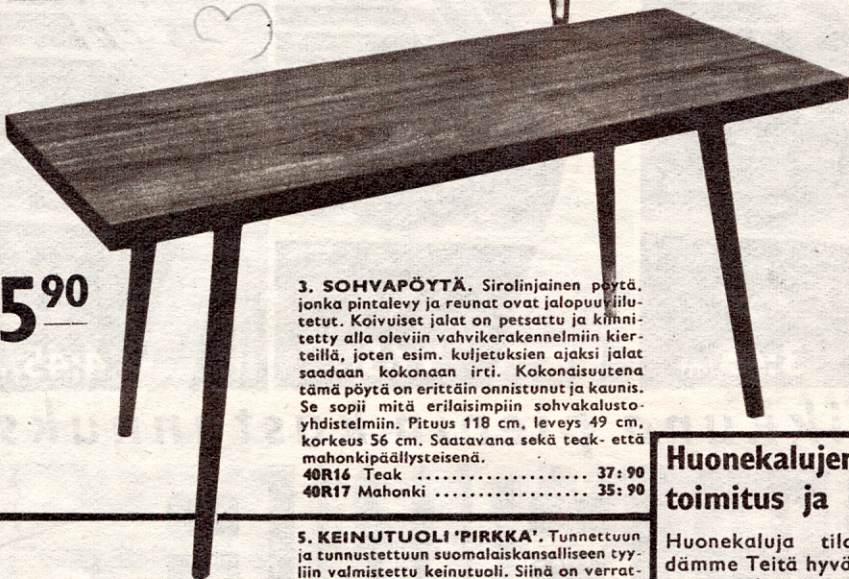 5 90
3. SOHVAPÖYTÄ. Sirolinjainen pöytä,
jonka pintalevy ja reunat ovat jalopuuviilu-
tetut. Koivuiset jalat on petsattu ja kiinni-
tetty alla oleviin vahvikerakennelmiin kier-
teillä, joten esim. kuljetuksien ajaksi jalat
saadaan kokonaan irti. Kokonaisuutena
tämä pöytä on erittäin onnistunut ja kaunis.
Se sopii mitä erilaisimpiin sohvakalusto-
yhdistelmiin. Pituus 118 cm, leveys 49 cm,
korkeus 56 cm. Saatavana sekä teak- että
mahonkipäällysteisenä.
40R16 Teak .................... 37:90
40R17 Mahonki .................. 35:90
5. KEINUTUOLI 'PIRKKA'. Tunnettuun
ja tunnustettuun suomalaiskansalliseen tyy-
liin valmistettu keinutuoli. Siinä on verrat-
Huonekalujen
toimitus ja
Huonekaluja
dämme Teitä